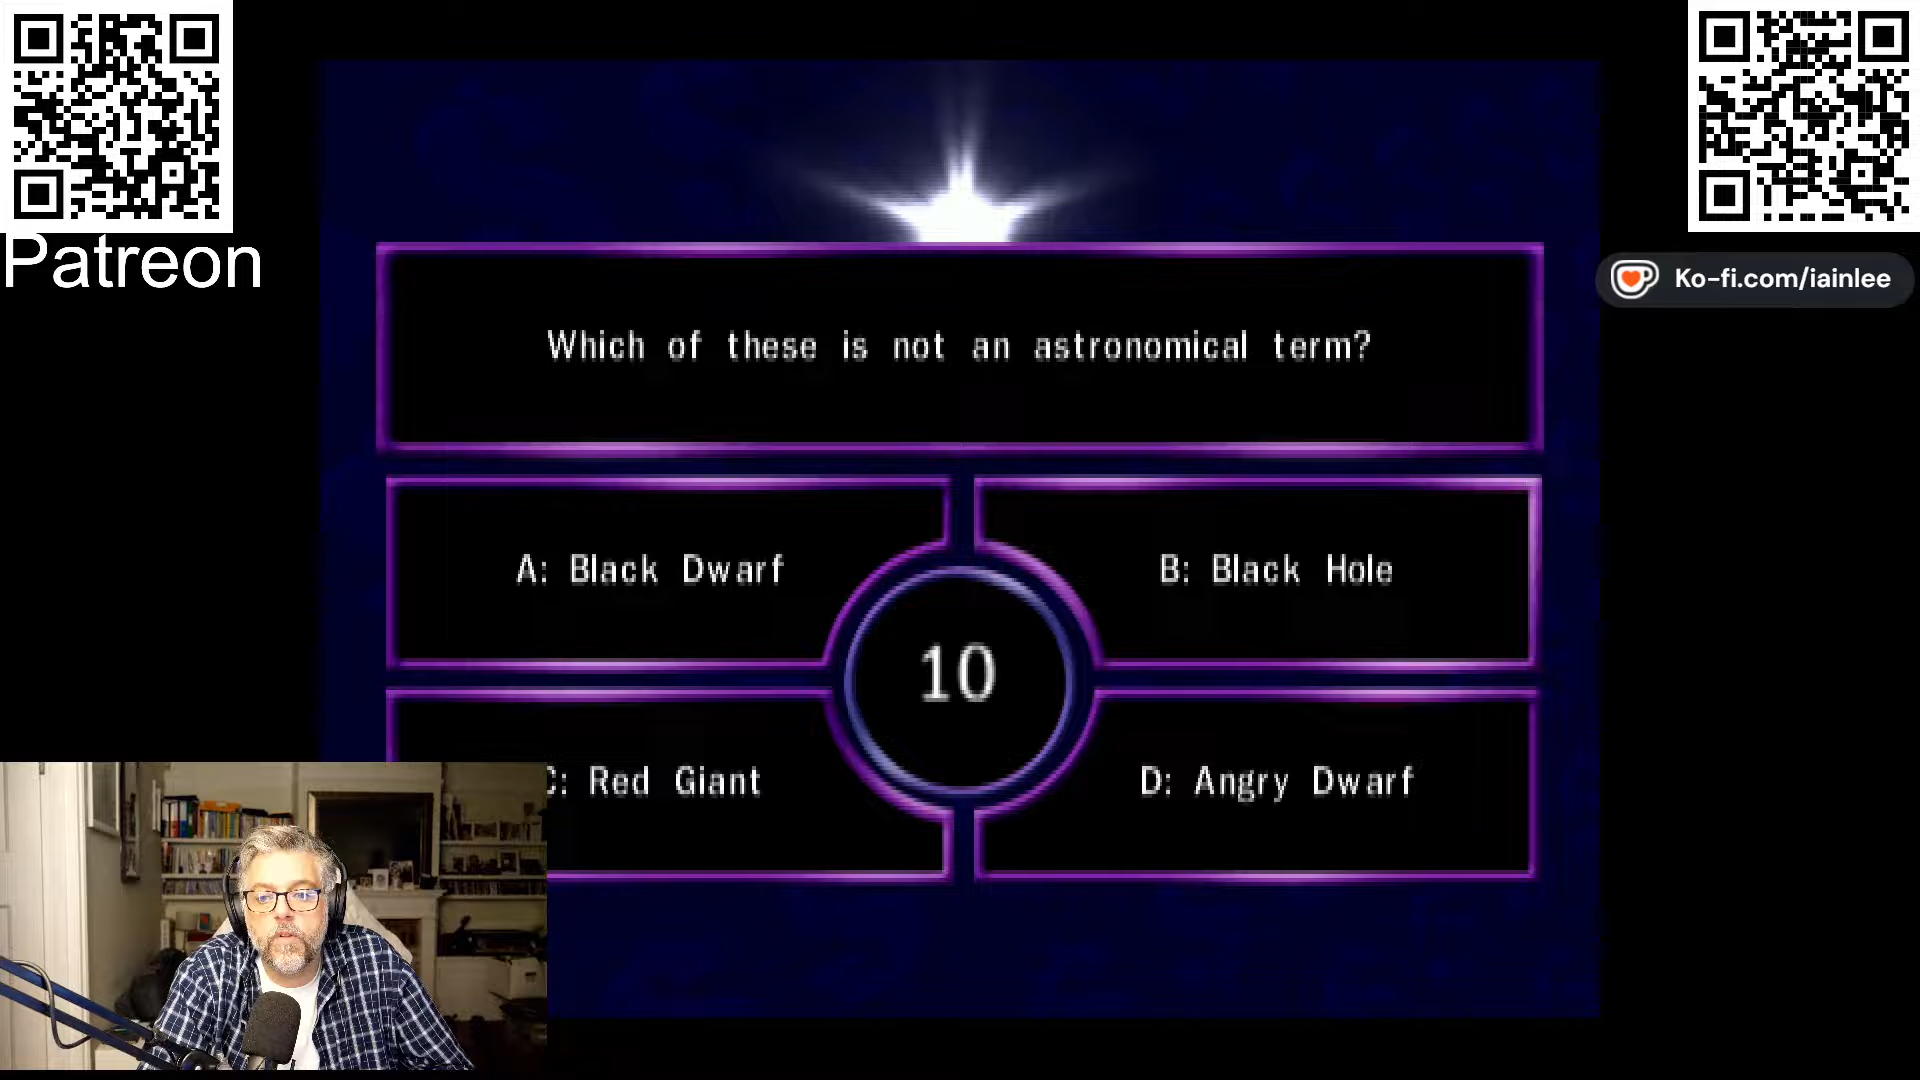 Patreon
Ko-fi.com/iainlee
Which of these is not an astronomical term?
A: Black Dwarf
B: Black Hole
10
C: Red Giant
D: Angry Dwarf